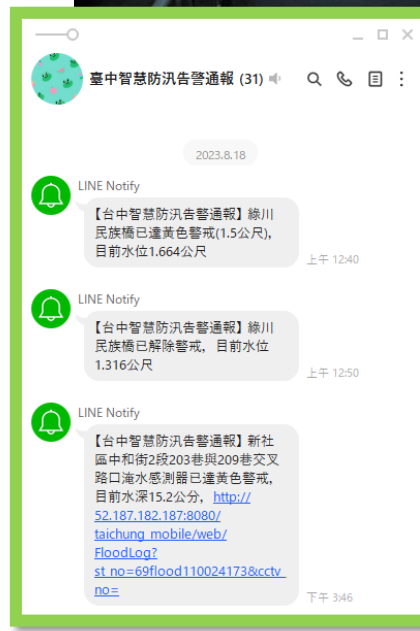 臺中智慧防汛告警通報 (31)
2023.8.18
LINE Notify
【台中智慧防汛告警通報】綠川
民族橋已達黃色警戒(1.5公尺),
目前水位1.664公尺
上午 12:40
LINE Notify
【台中智慧防汛告警通報】綠川
民族橋已解除警戒, 目前水位
1.316公尺
上午 12:50
LINE Notify
【台中智慧防汛告警通報】新社
區中和街2段203巷與209巷交叉
路口淹水感測器已達黃色警戒,
目前水深15.2公分, http://
52.187.182.187:8080/
taichung_mobile/web/
FloodLog?
st_no=69flood110024173&cctv_
no=
下午 3:46